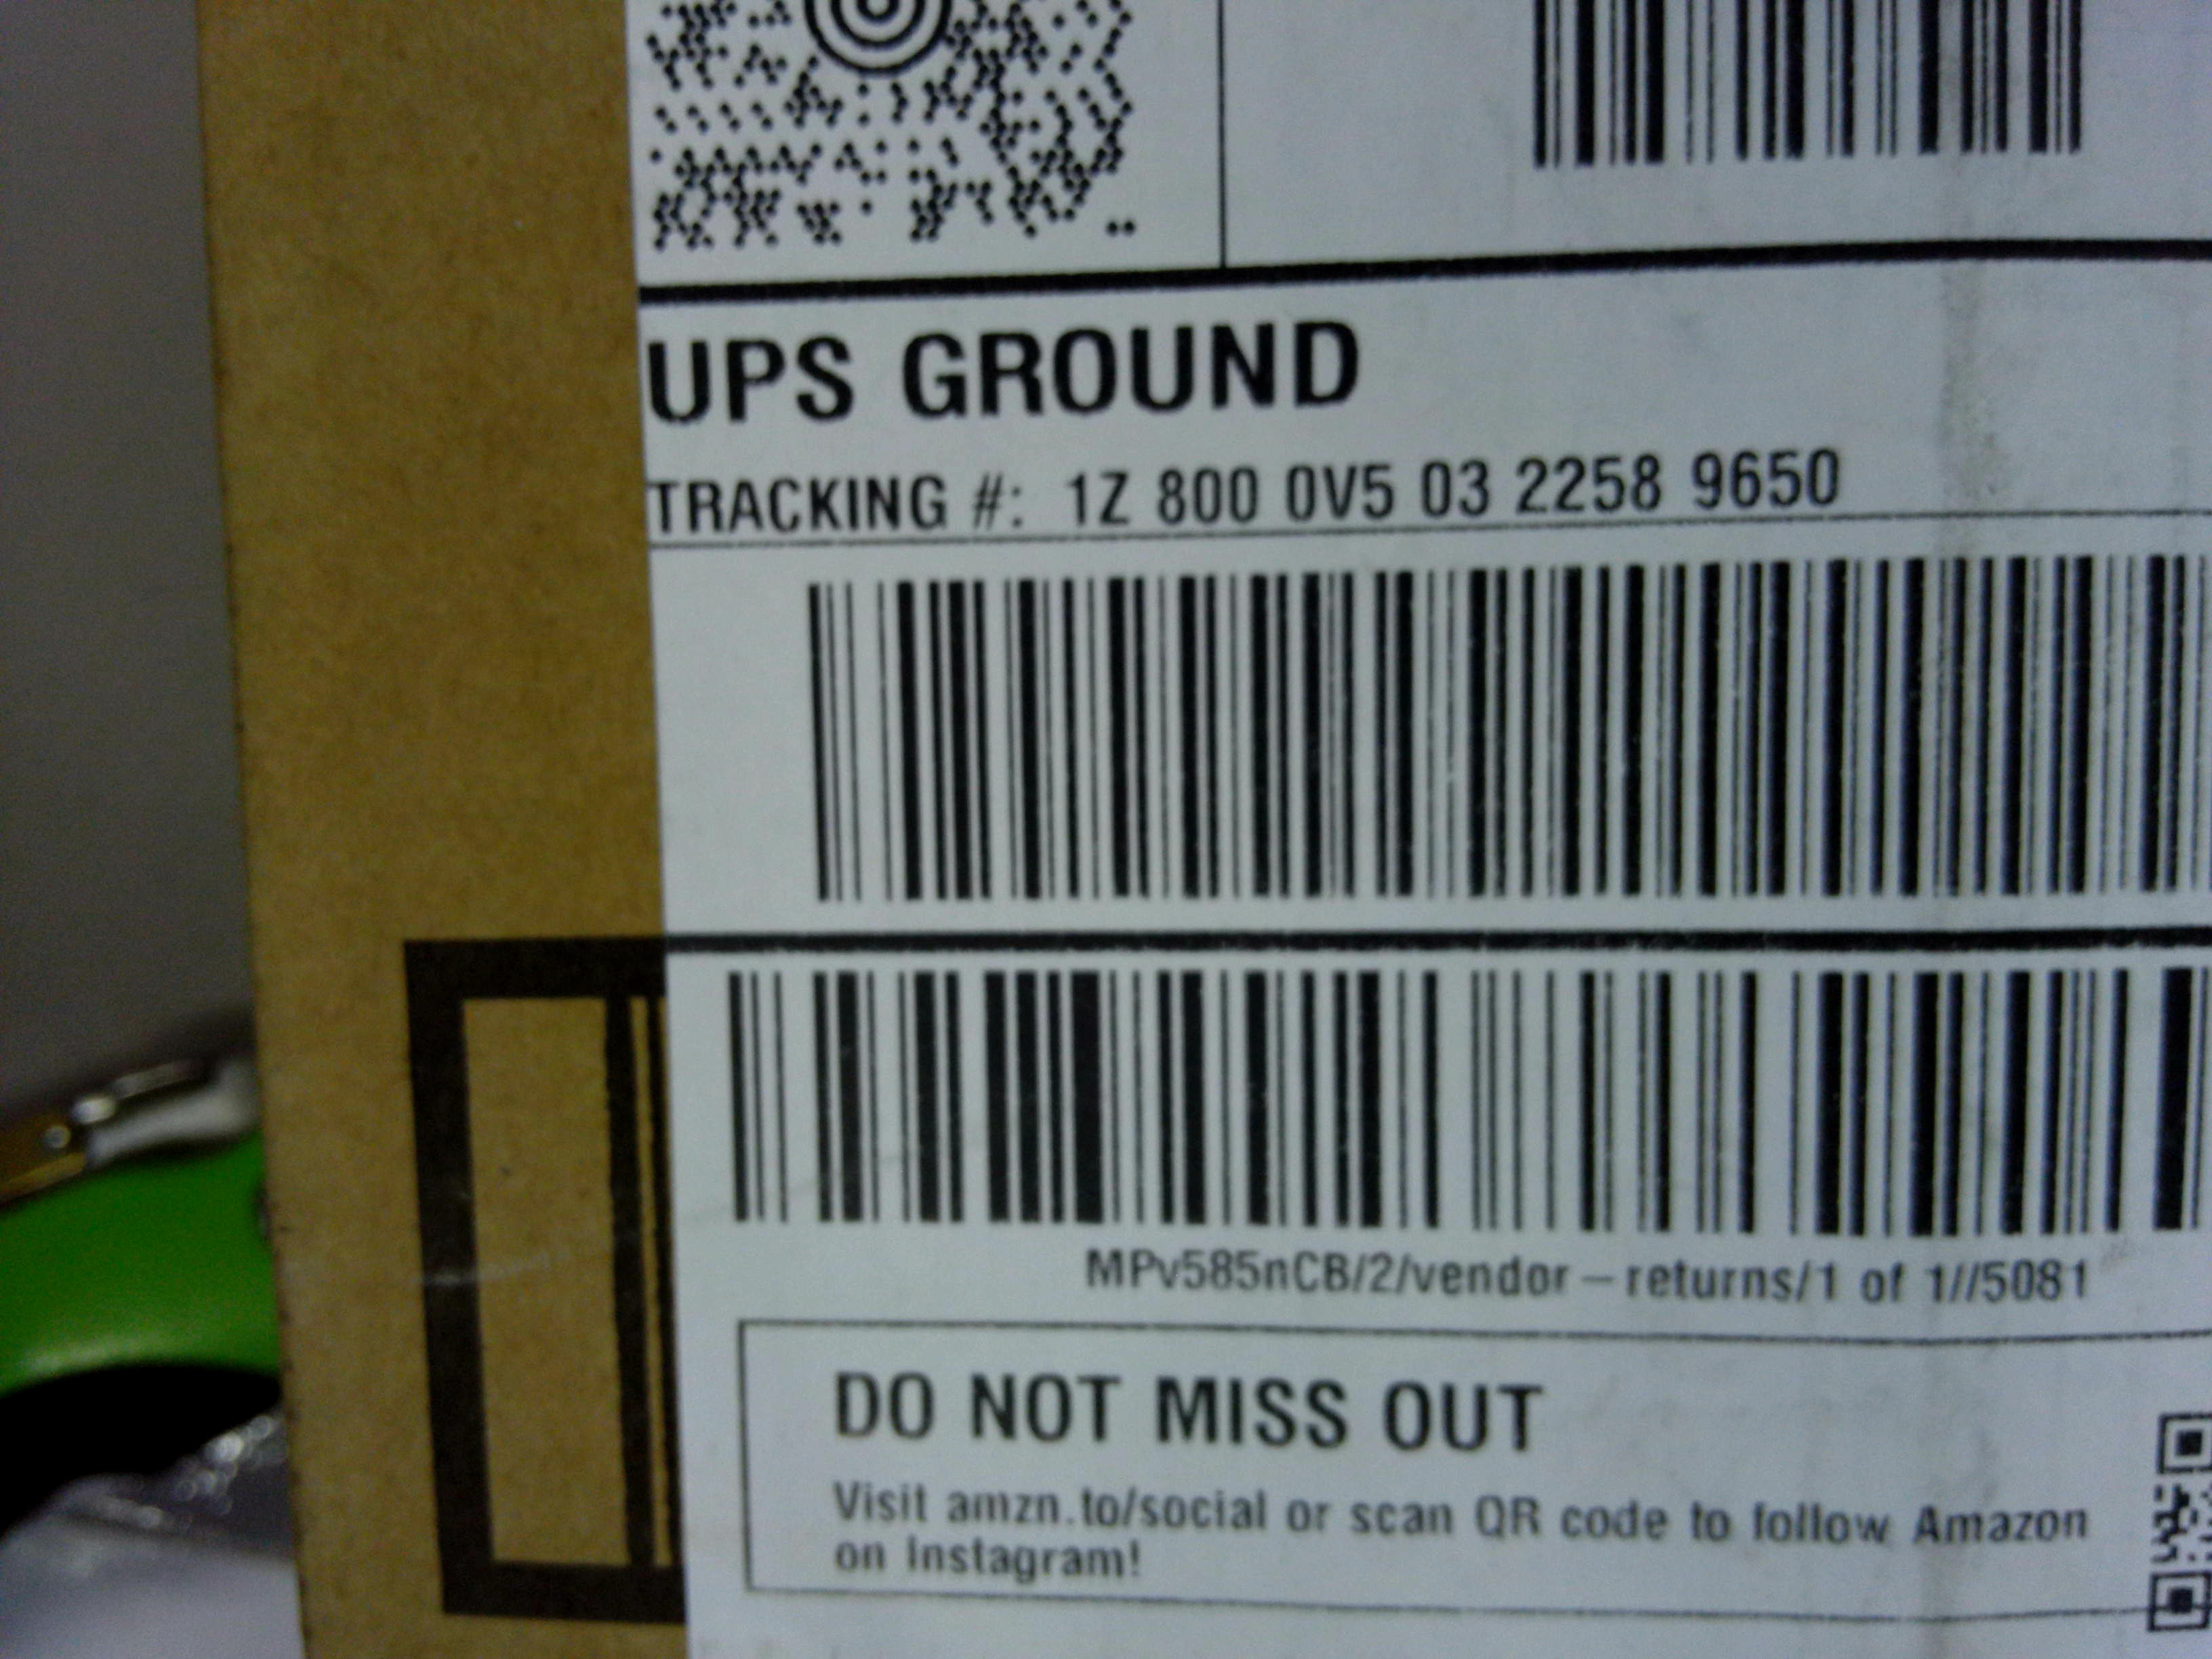 UPS GROUND
TRACKING #: 1Z 800 0V5 03 2258 9650
MPv585nCB/2/vendor-returns/1 of 1//5081
DO NOT MISS OUT
Visit amzn.to/social or scan QR code to follow Amazon
on Instagram!